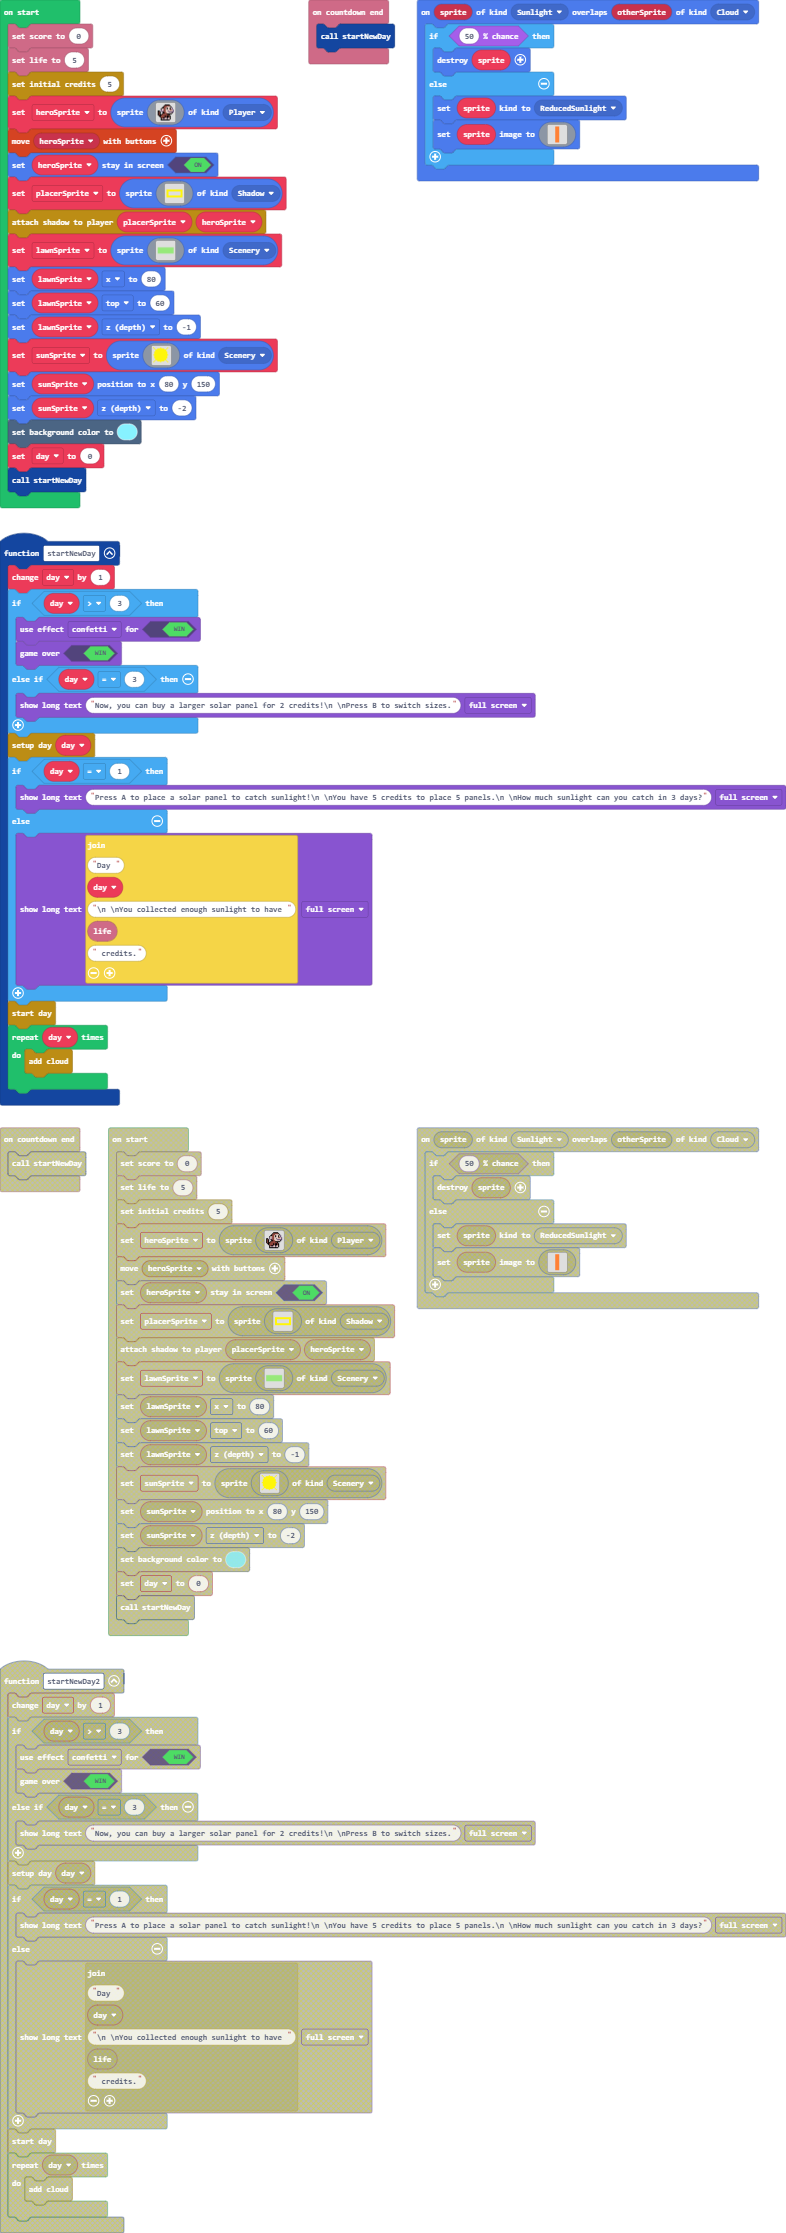 on start
set score to 0
set life to 5
set initial credits 5
set heroSprite to sprite of kind Player
move heroSprite with buttons
set heroSprite stay in screen ON
set placerSprite to sprite of kind Shadow
attach shadow to player placerSprite heroSprite
set lawnSprite to sprite of kind Scenery
set lawnSprite x to 80
set lawnSprite top to 60
set lawnSprite z (depth) to -1
set sunSprite to sprite of kind Scenery
set sunSprite position to x 80 y 150
set sunSprite z (depth) to -2
set background color to
set day to 0
call startNewDay
on countdown end
call startNewDay
on sprite of kind Sunlight overlaps otherSprite of kind Cloud
if 50 % chance then
destroy sprite
else
set sprite kind to ReducedSunlight
set sprite image to
function startNewDay
change day by 1
if day > 3 then
use effect confetti for WIN
game over WIN
else if day = 3 then
show long text "Now, you can buy a larger solar panel for 2 credits!\n \nPress B to switch sizes." full screen
setup day day
if day = 1 then
show long text "Press A to place a solar panel to catch sunlight!\n \nYou have 5 credits to place 5 panels.\n \nHow much sunlight can you catch in 3 days?" full screen
else
join
"Day "
day
show long text "\n \nYou collected enough sunlight to have " full screen
life
" credits."
start day
repeat day times
do
add cloud
on countdown end
call startNewDay
on start
set score to 0
set life to 5
set initial credits 5
set heroSprite to sprite of kind Player
move heroSprite with buttons
set heroSprite stay in screen ON
set placerSprite to sprite of kind Shadow
attach shadow to player placerSprite heroSprite
set lawnSprite to sprite of kind Scenery
set lawnSprite x to 80
set lawnSprite top to 60
set lawnSprite z (depth) to -1
set sunSprite to sprite of kind Scenery
set sunSprite position to x 80 y 150
set sunSprite z (depth) to -2
set background color to
set day to 0
call startNewDay
on sprite of kind Sunlight overlaps otherSprite of kind Cloud
if 50 % chance then
destroy sprite
else
set sprite kind to ReducedSunlight
set sprite image to
function startNewDay2
change day by 1
if day > 3 then
use effect confetti for WIN
game over WIN
else if day = 3 then
show long text "Now, you can buy a larger solar panel for 2 credits!\n \nPress B to switch sizes." full screen
setup day day
if day = 1 then
show long text "Press A to place a solar panel to catch sunlight!\n \nYou have 5 credits to place 5 panels.\n \nHow much sunlight can you catch in 3 days?" full screen
else
join
"Day "
day
show long text "\n \nYou collected enough sunlight to have " full screen
life
" credits."
start day
repeat day times
do
add cloud